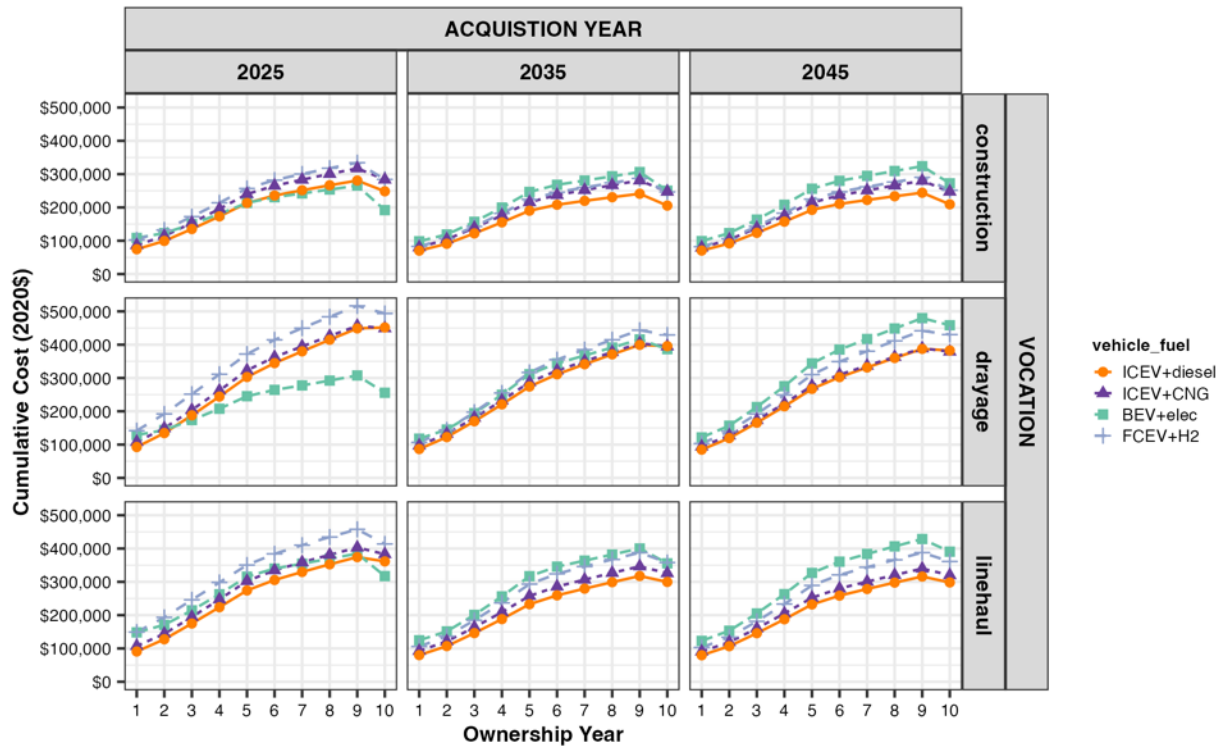 ACQUISTION YEAR
2025 2035 2045
$500,000
$400,000
$300,000
$200,000
$100,000
$0
construction
$500,000
$400,000
$300,000
$200,000
$100,000
$0
drayage
$500,000
$400,000
$300,000
$200,000
$100,000
$0
linehaul
VOCATION
Cumulative Cost (2020$)
1 2 3 4 5 6 7 8 9 10 1 2 3 4 5 6 7 8 9 10 1 2 3 4 5 6 7 8 9 10
Ownership Year
vehicle_fuel
ICEV+diesel
ICEV+CNG
BEV+elec
FCEV+H2